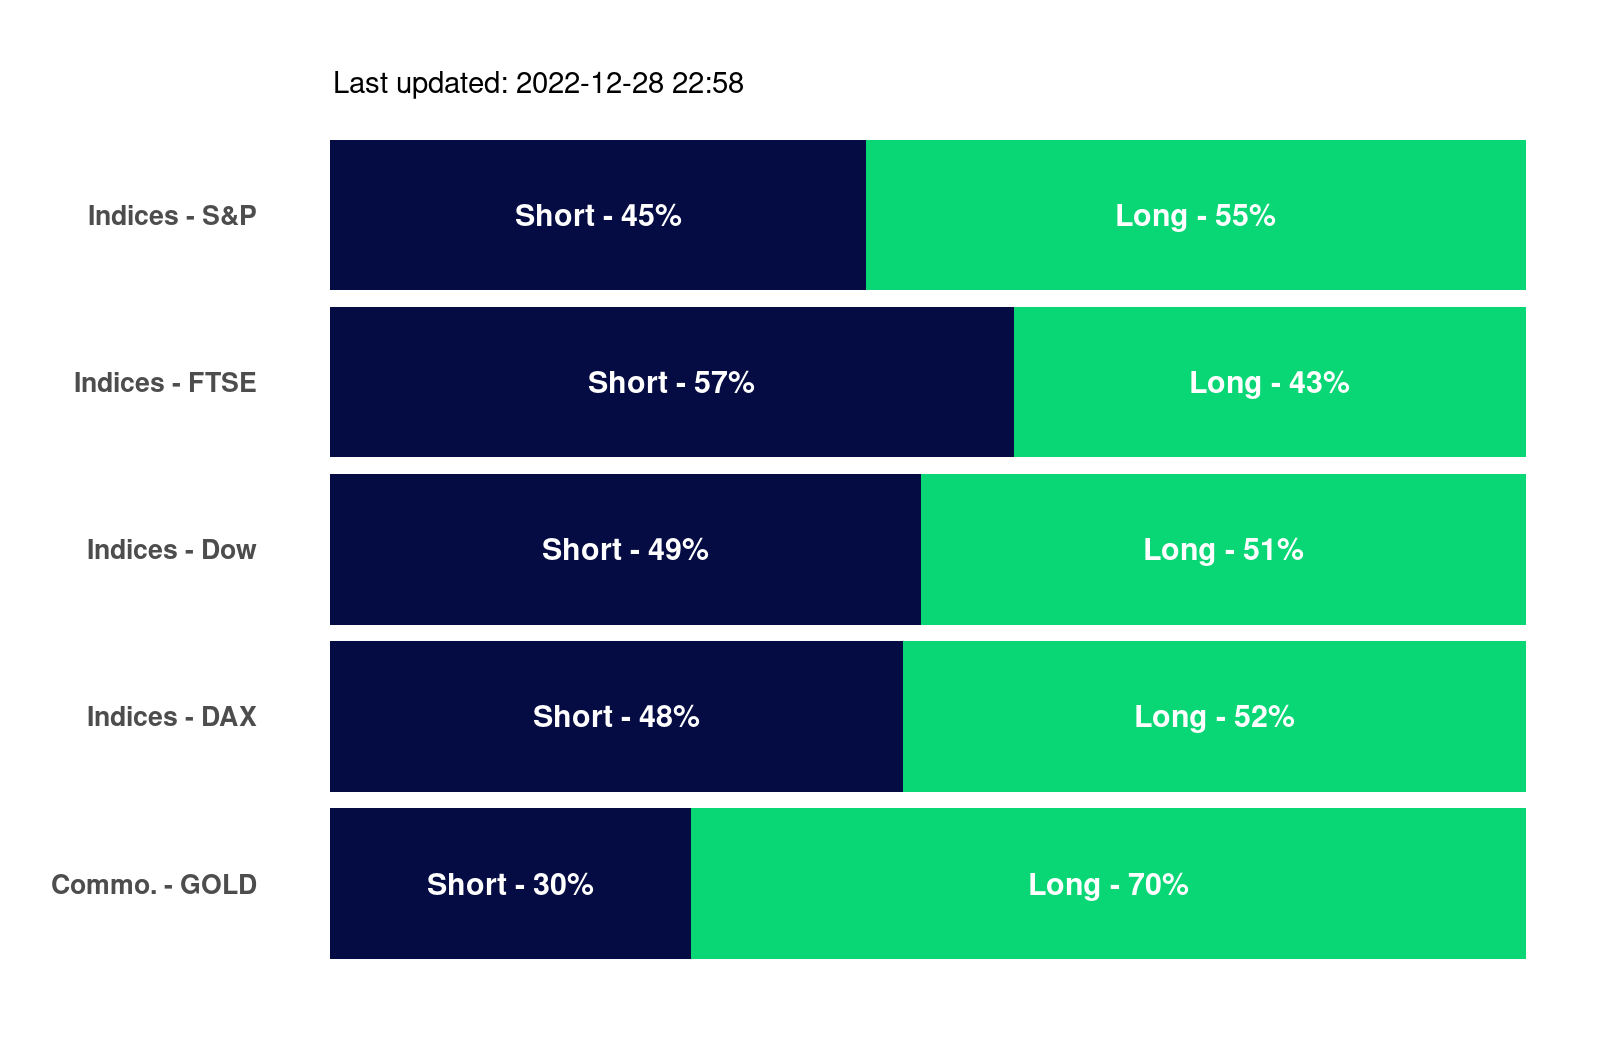 Last updated: 2022-12-28 22:58
Indices - S&P Short - 45% Long - 55%
Indices - FTSE Short - 57% Long - 43%
Indices - Dow Short - 49% Long - 51%
Indices - DAX Short - 48% Long - 52%
Commo. - GOLD Short - 30% Long - 70%